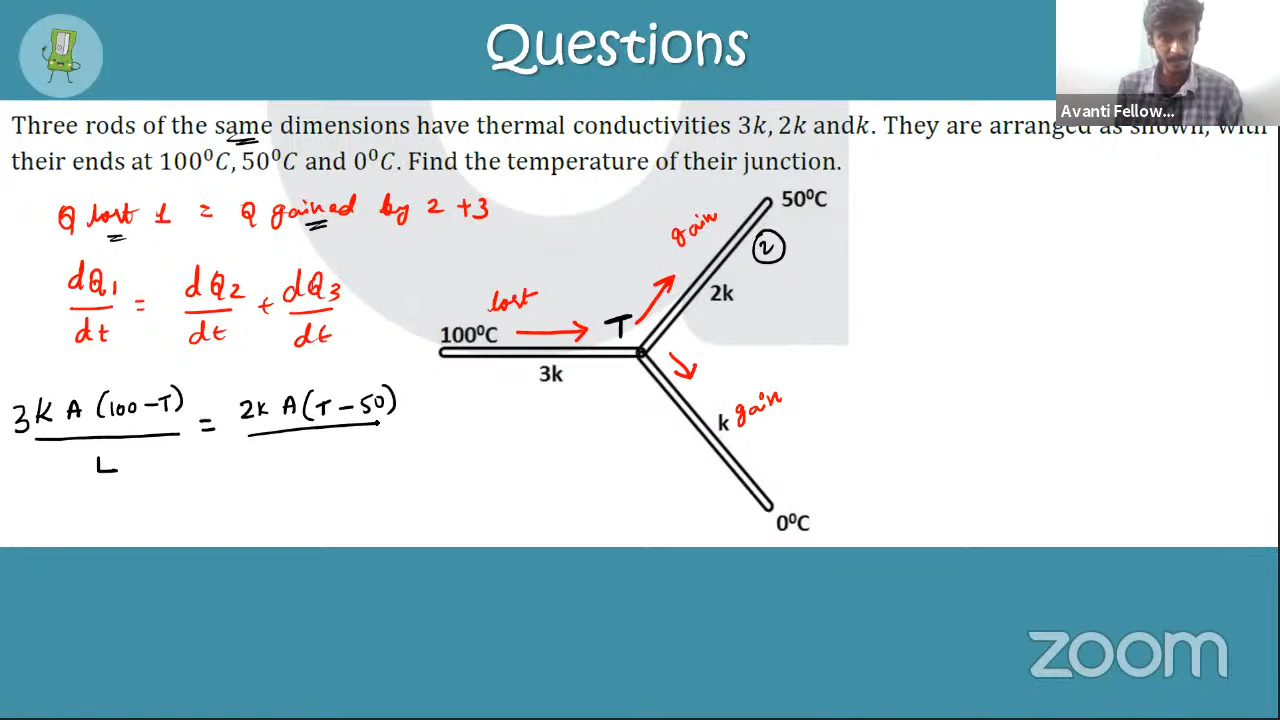 Questions
Avanti Fellow...
Three rods of the same dimensions have thermal conductivities 3k, 2k andk. They are arranged as shown, with
their ends at 100⁰C, 50⁰C and 0⁰C. Find the temperature of their junction.
Q lost 1 = Q gained by 2 + 3
dQ1/dt = dQ2/dt + dQ3/dt
3K A (100 - T)/L = 2K A (T - 50)
50⁰C
2
gain
2k
lost
100⁰C
T
3k
gain
k
0⁰C
zoom